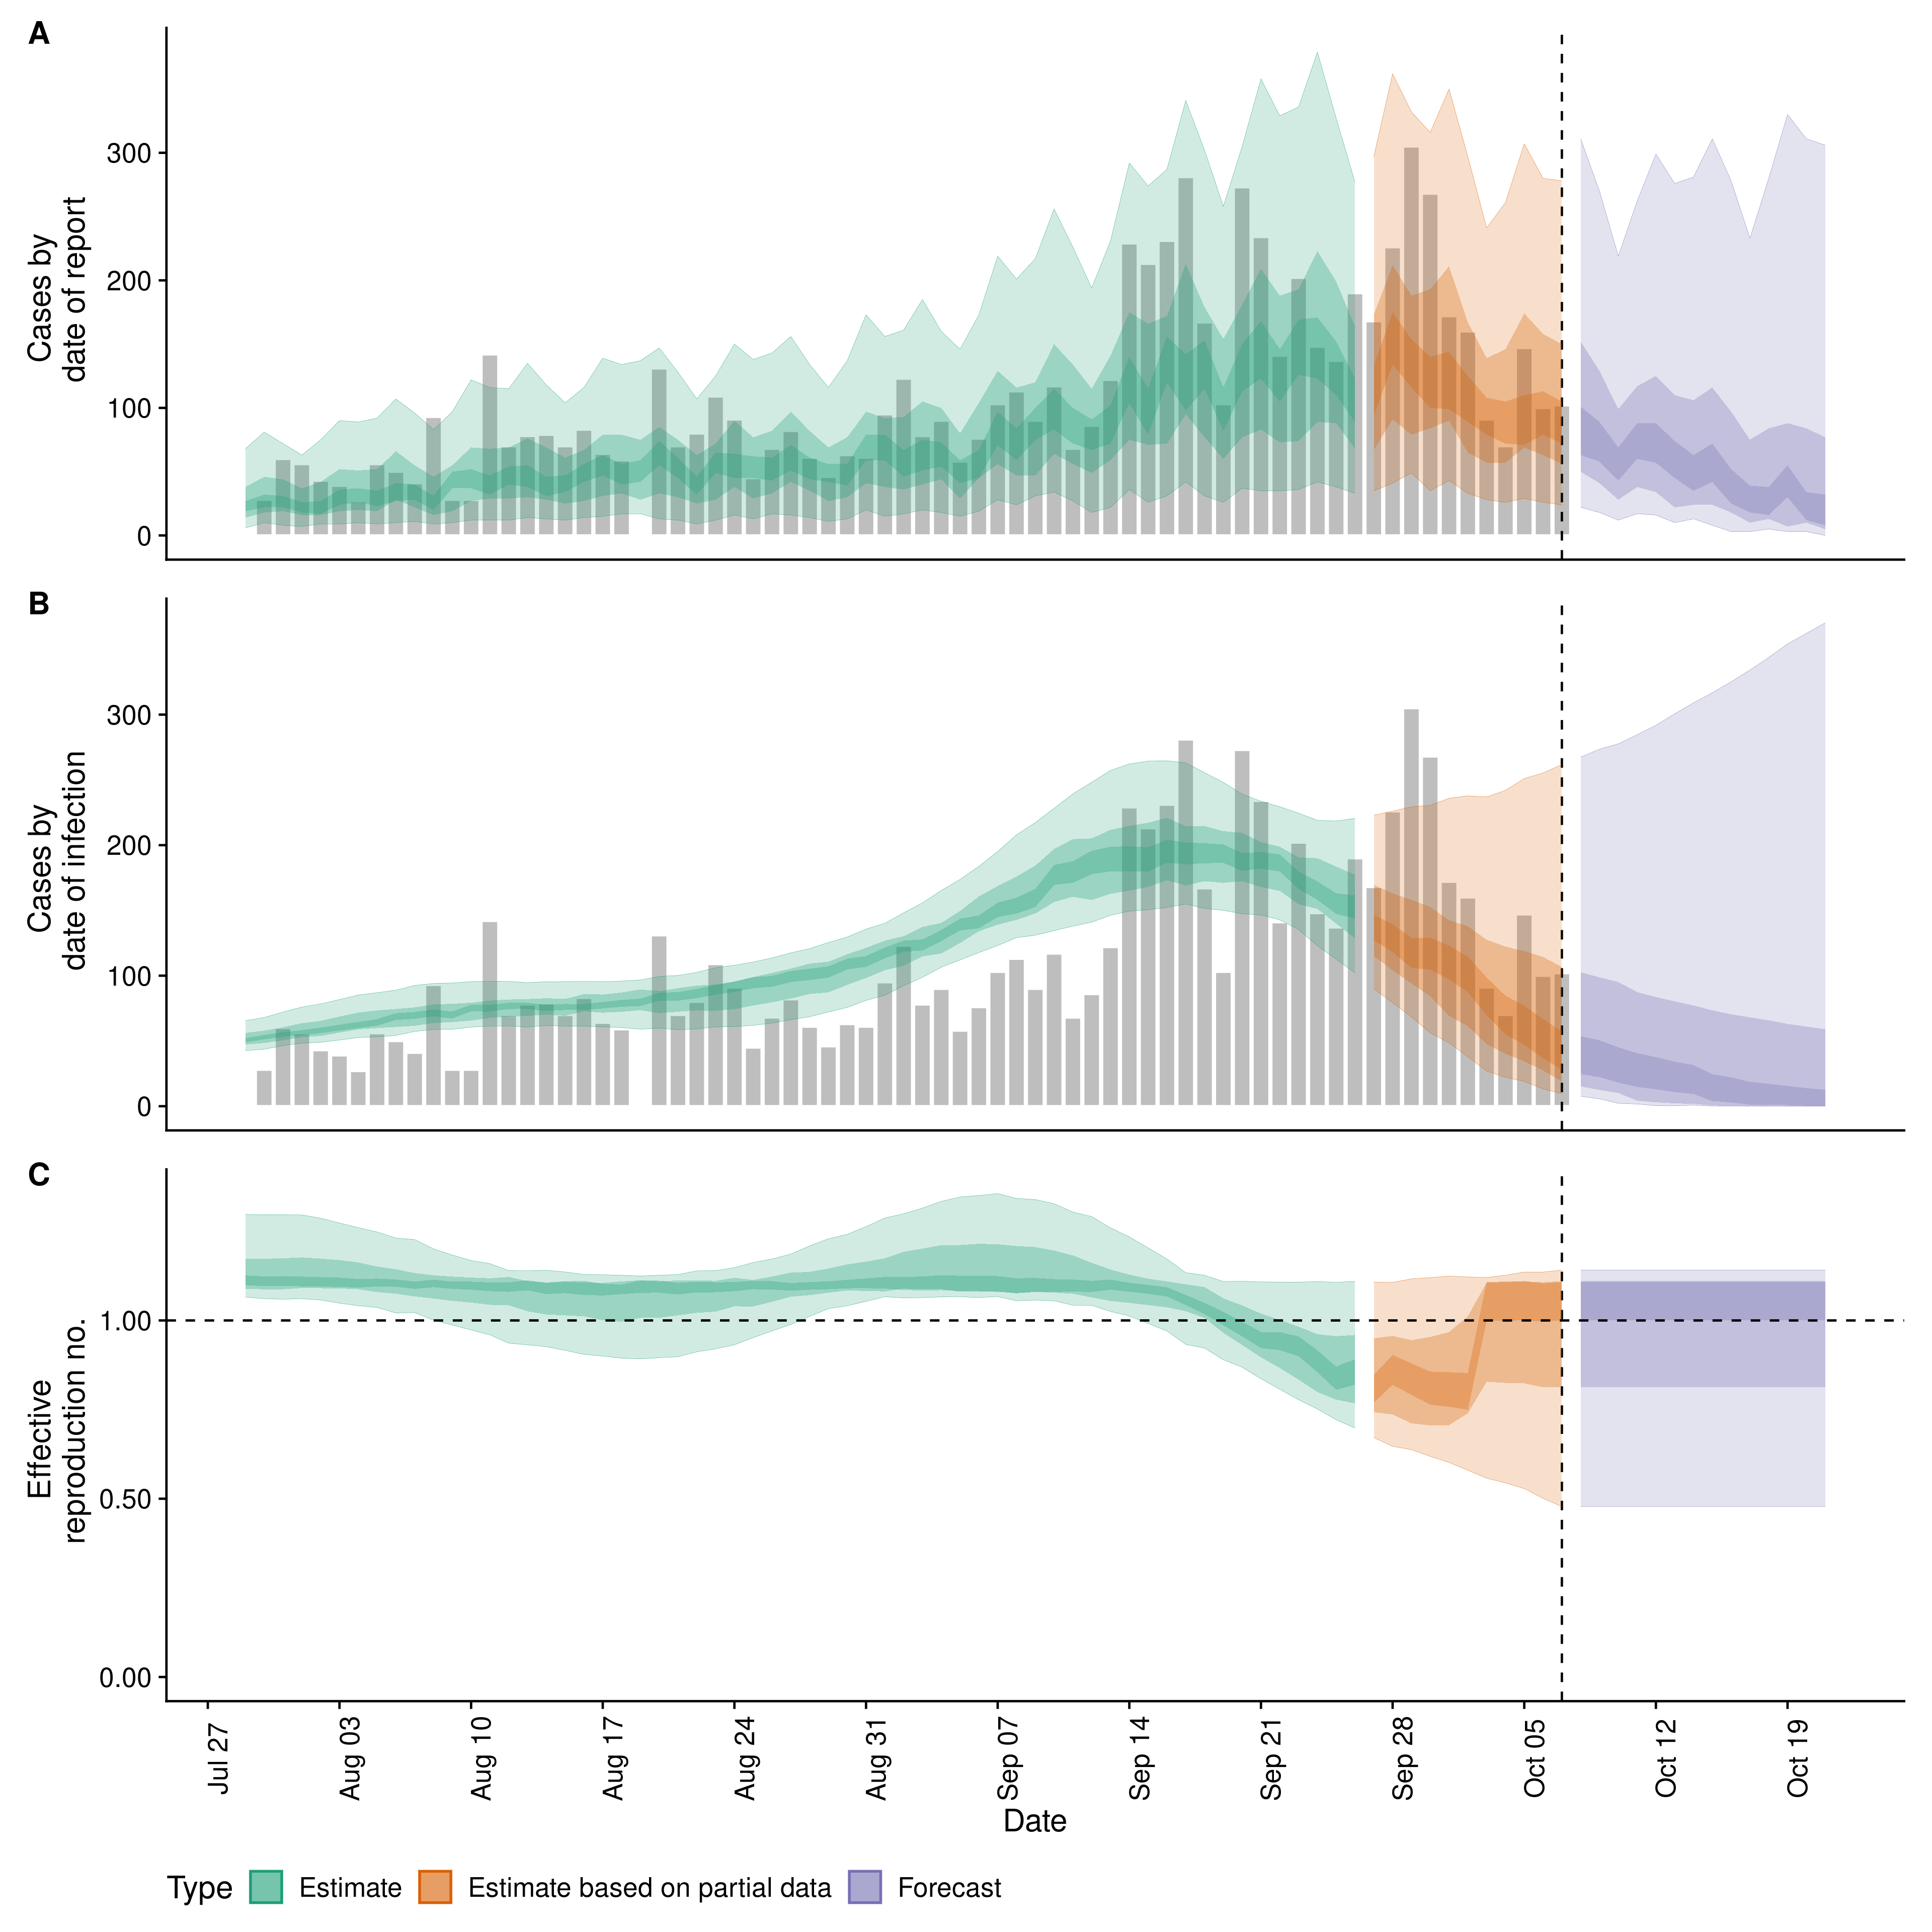 A
Cases by
date of report
300
200
100
0
B
Cases by
date of infection
300
200
100
0
C
Effective
reproduction no.
1.00
0.50
0.00
Jul 27
Aug 03
Aug 10
Aug 17
Aug 24
Aug 31
Sep 07
Sep 14
Sep 21
Sep 28
Oct 05
Oct 12
Oct 19
Date
Type Estimate Estimate based on partial data Forecast